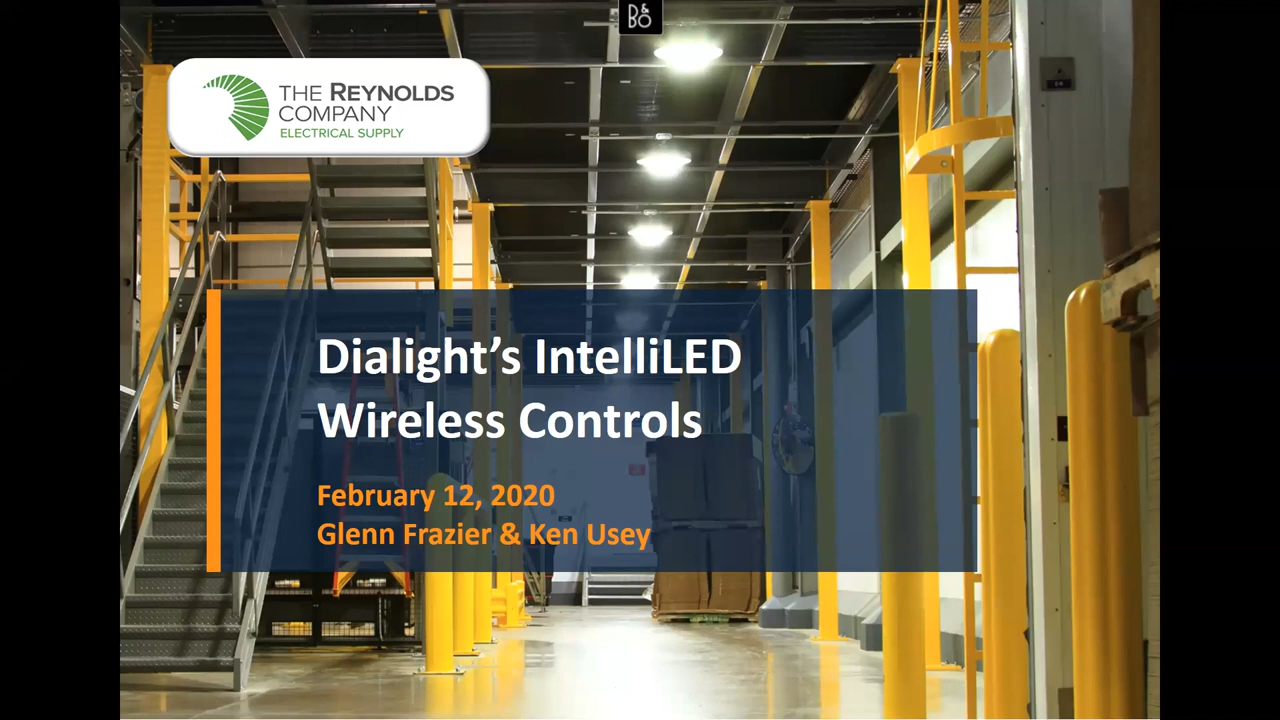 B&O
THE REYNOLDS
COMPANY
ELECTRICAL SUPPLY
Dialight's IntelliLED
Wireless Controls
February 12, 2020
Glenn Frazier & Ken Usey